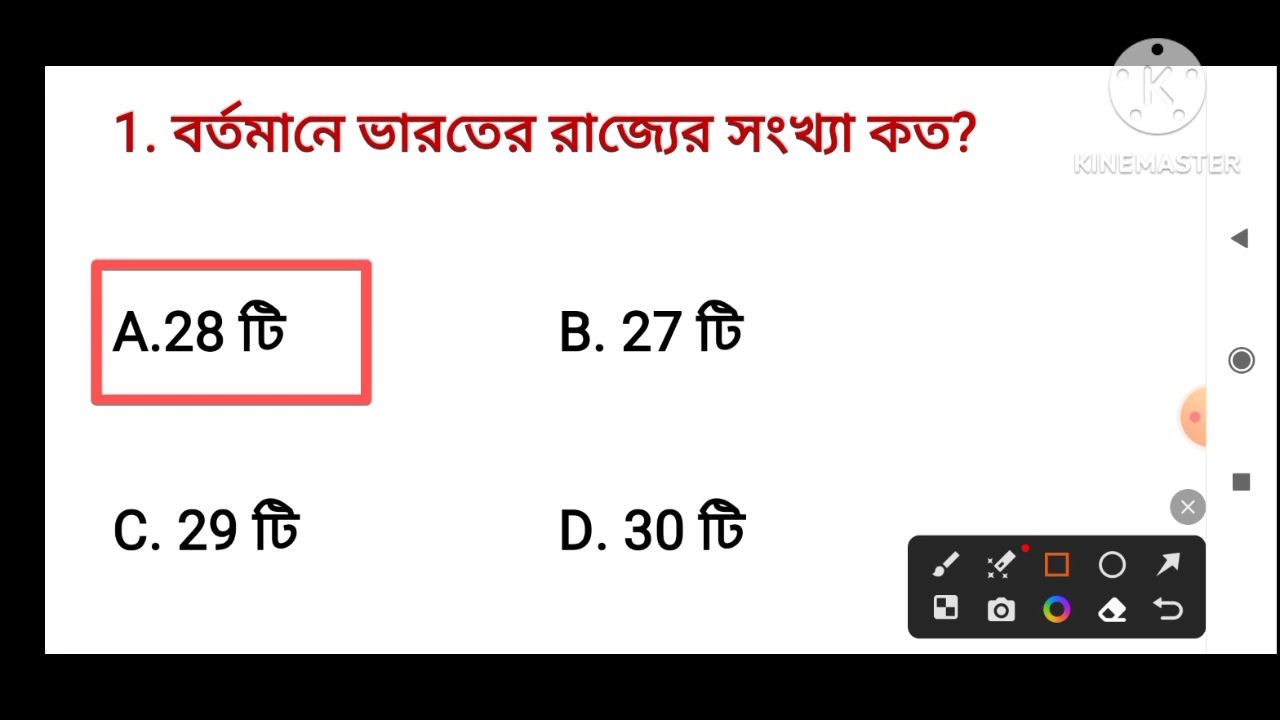 1. বর্তমানে ভারতের রাজ্যের সংখ্যা কত?
KINEMASTER
A.28 টি
B. 27 টি
C. 29 টি
D. 30 টি